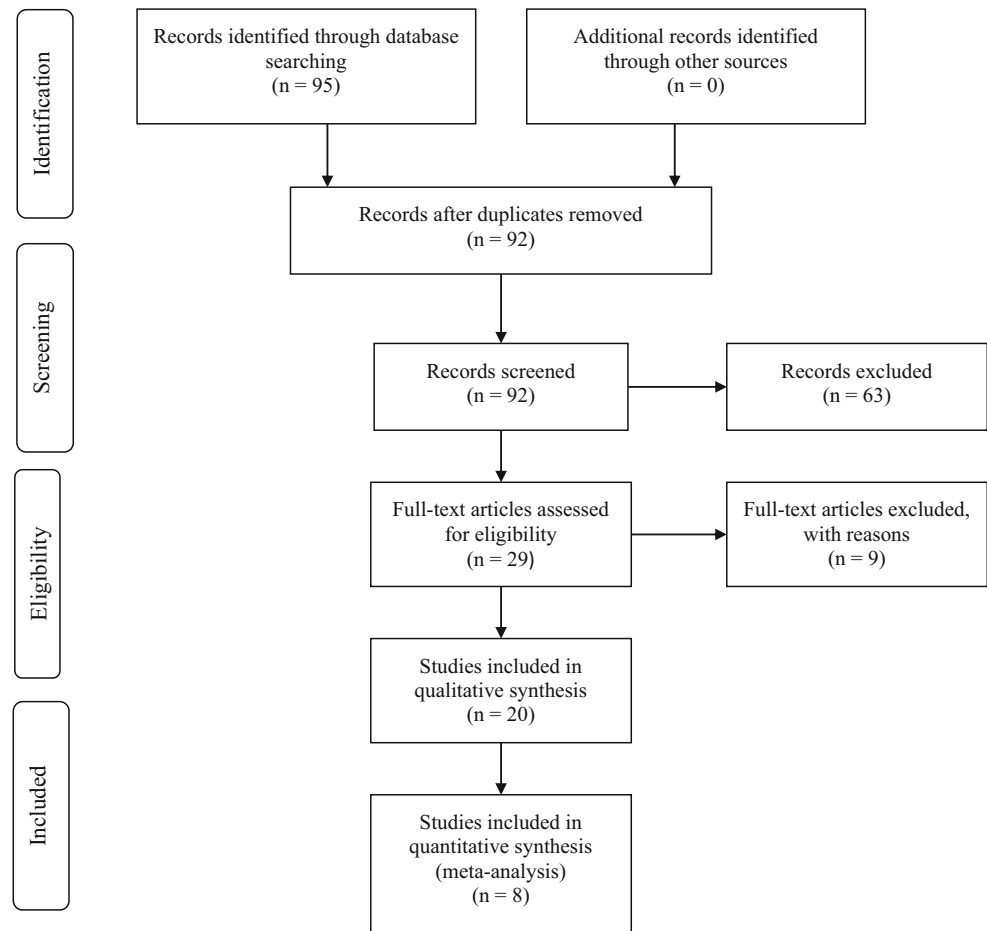 Identification
Records identified through database
searching
(n = 95)
Additional records identified
through other sources
(n = 0)
Records after duplicates removed
(n = 92)
Screening
Records screened
(n = 92)
Records excluded
(n = 63)
Eligibility
Full-text articles assessed
for eligibility
(n = 29)
Full-text articles excluded,
with reasons
(n = 9)
Studies included in
qualitative synthesis
(n = 20)
Included
Studies included in
quantitative synthesis
(meta-analysis)
(n = 8)